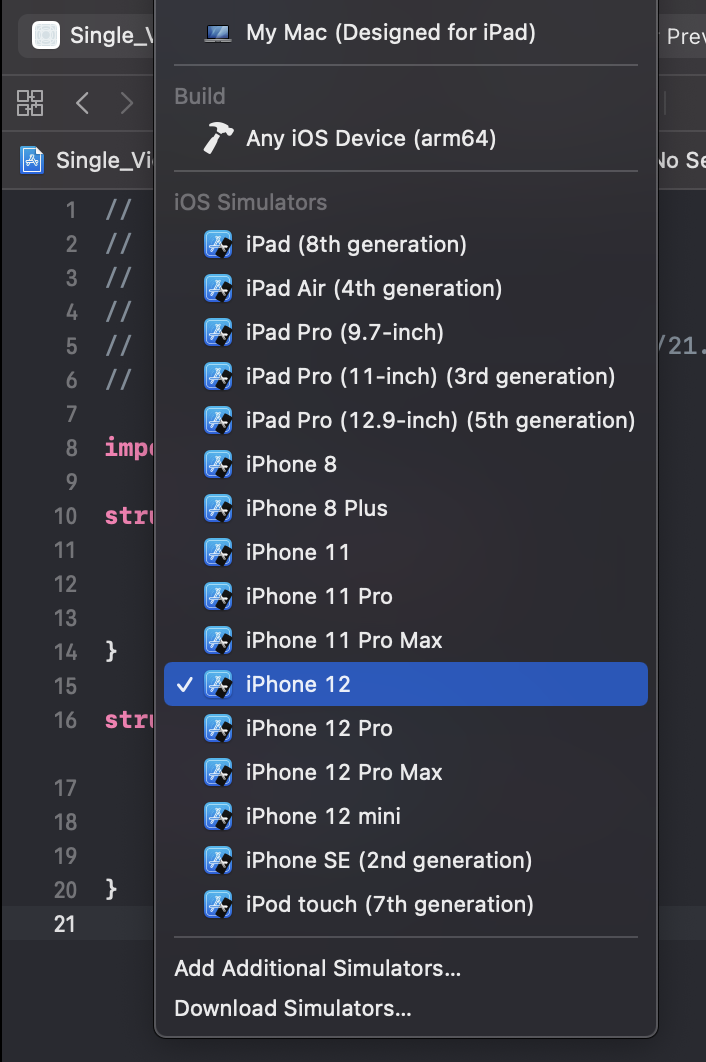 My Mac (Designed for iPad)
Single_V
Prev
Build
Any iOS Device (arm64)
Single_Vi
No Se
iOS Simulators
1 //
2 //
3 //
4 //
5 // /21.
6 //
7
8 impo
9
10 stru
11
12
13
14 }
15
16 stru
17
18
19
20 }
21
iPad (8th generation)
iPad Air (4th generation)
iPad Pro (9.7-inch)
iPad Pro (11-inch) (3rd generation)
iPad Pro (12.9-inch) (5th generation)
iPhone 8
iPhone 8 Plus
iPhone 11
iPhone 11 Pro
iPhone 11 Pro Max
✓ iPhone 12
iPhone 12 Pro
iPhone 12 Pro Max
iPhone 12 mini
iPhone SE (2nd generation)
iPod touch (7th generation)
Add Additional Simulators...
Download Simulators...